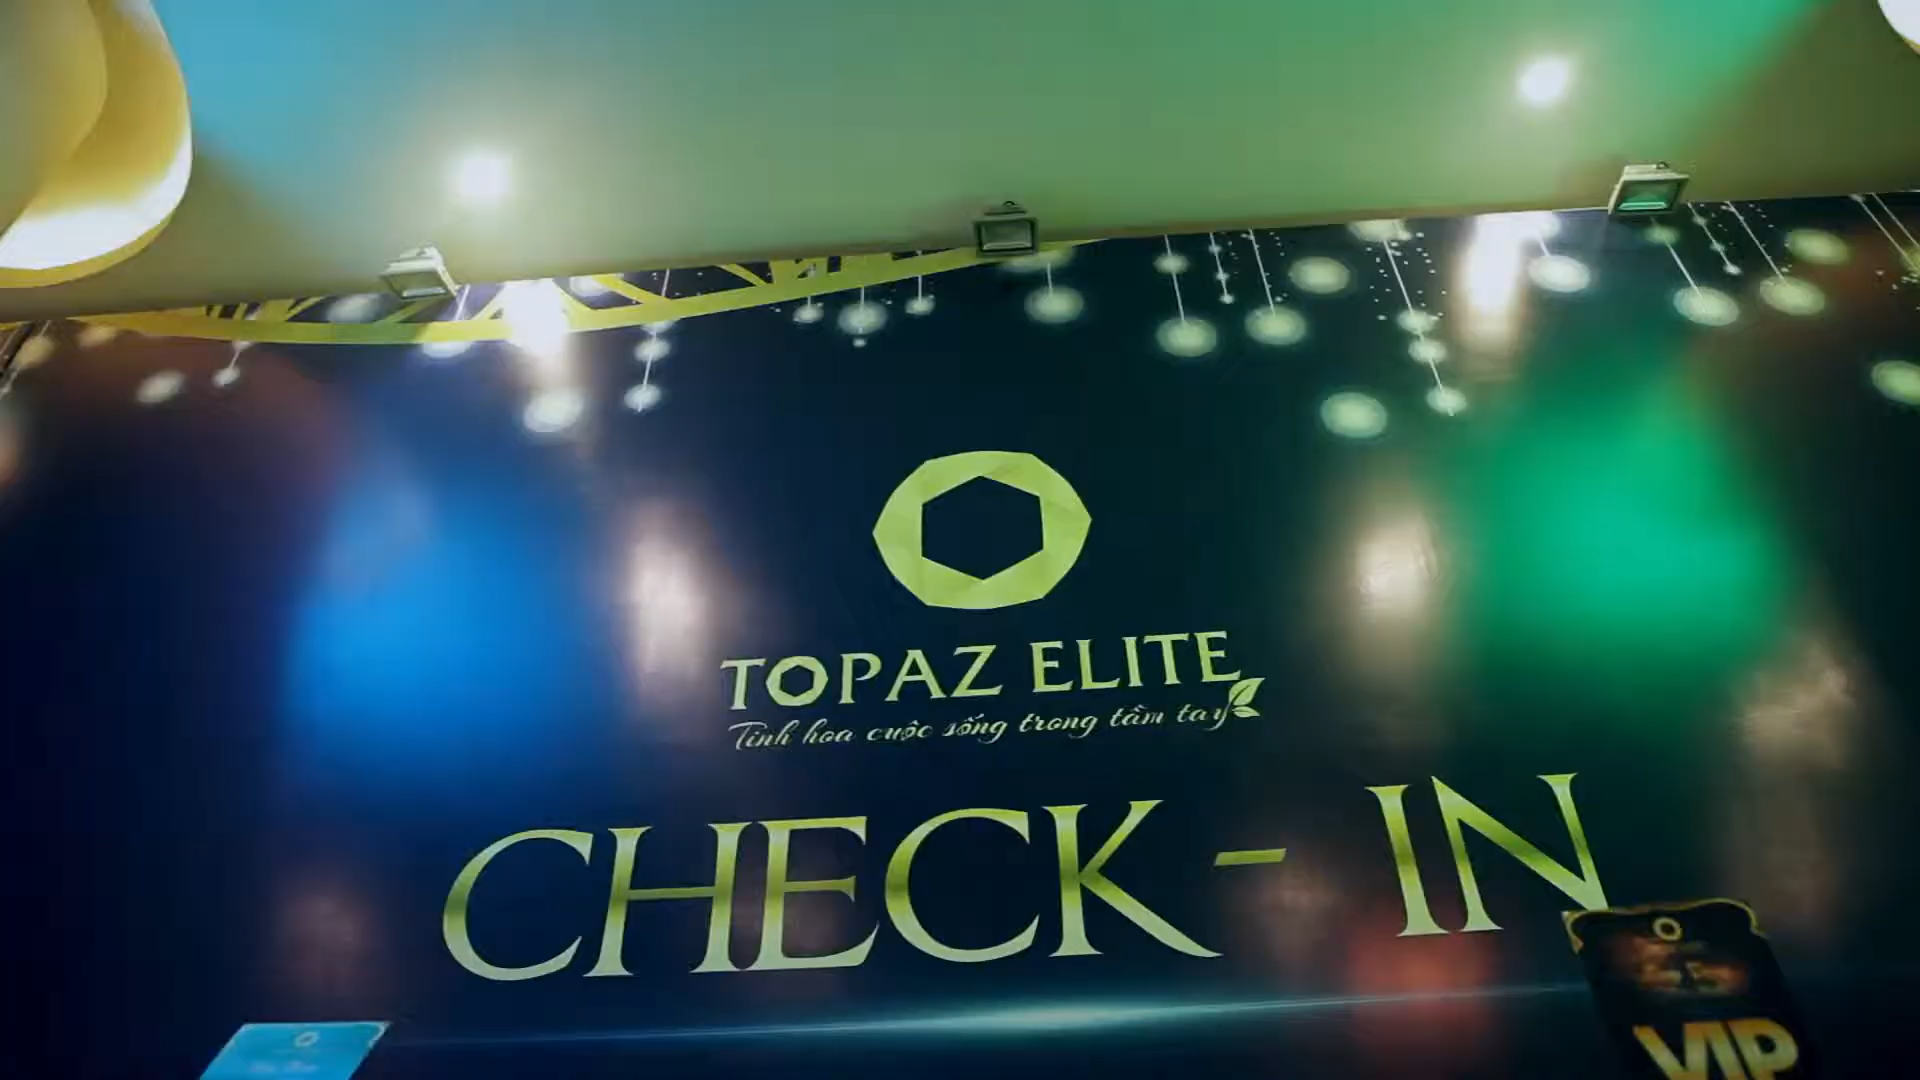 TOPAZ ELITE
Tinh hoa cuộc sống trong tầm tay
CHECK - IN
VIP